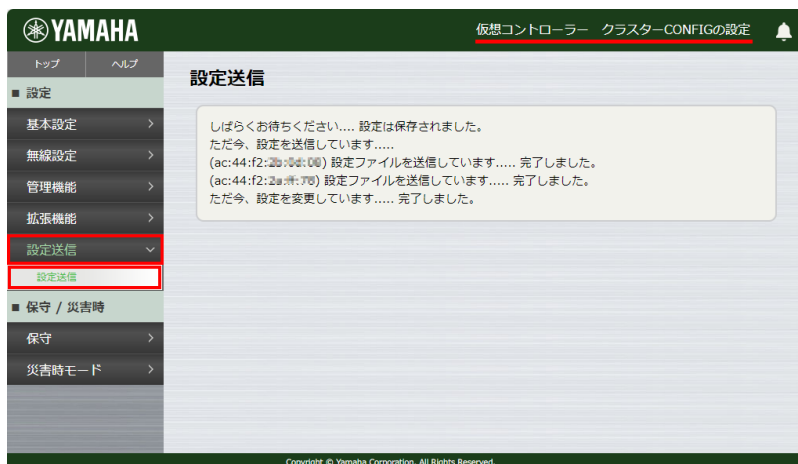 YAMAHA
仮想コントローラー クラスターCONFIGの設定
トップ ヘルプ
■ 設定
基本設定
無線設定
管理機能
拡張機能
設定送信
設定送信
■ 保守 / 災害時
保守
災害時モード
設定送信
しばらくお待ちください.... 設定は保存されました。
ただ今、設定を送信しています.....
(ac:44:f2: ) 設定ファイルを送信しています..... 完了しました。
(ac:44:f2: ) 設定ファイルを送信しています..... 完了しました。
ただ今、設定を変更しています..... 完了しました。
Copyright © Yamaha Corporation. All Rights Reserved.